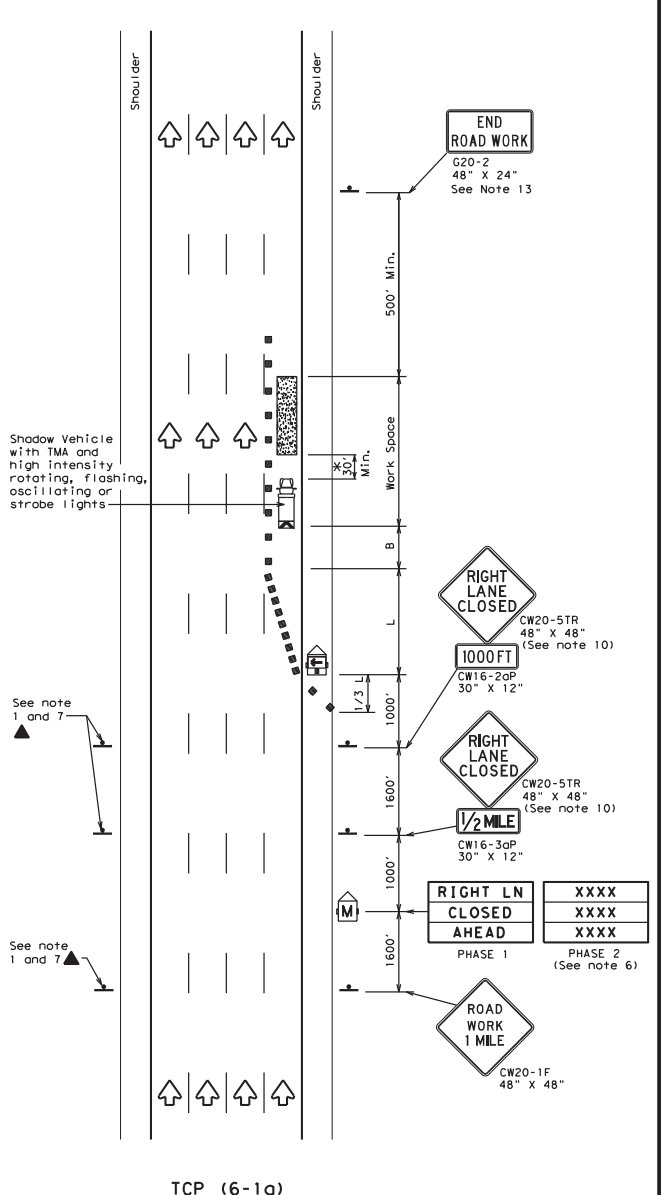 Shoulder
Shoulder
END
ROAD WORK
G20-2
48" X 24"
See Note 13
500' Min.
Shadow Vehicle
with TMA and
high intensity
rotating, flashing,
oscillating or
strobe lights
*
30'
Min.
Work Space
B
RIGHT
LANE
CLOSED
CW20-5TR
48" X 48"
(See note 10)
1000 FT
CW16-2aP
30" X 12"
L
1/3 L
1000'
See note
1 and 7
RIGHT
LANE
CLOSED
CW20-5TR
48" X 48"
(See note 10)
1/2 MILE
CW16-3aP
30" X 12"
1600'
1000'
M
RIGHT LN
CLOSED
AHEAD
PHASE 1
XXXX
XXXX
XXXX
PHASE 2
(See note 6)
See note
1 and 7
1600'
ROAD
WORK
1 MILE
CW20-1F
48" X 48"
TCP (6-1a)